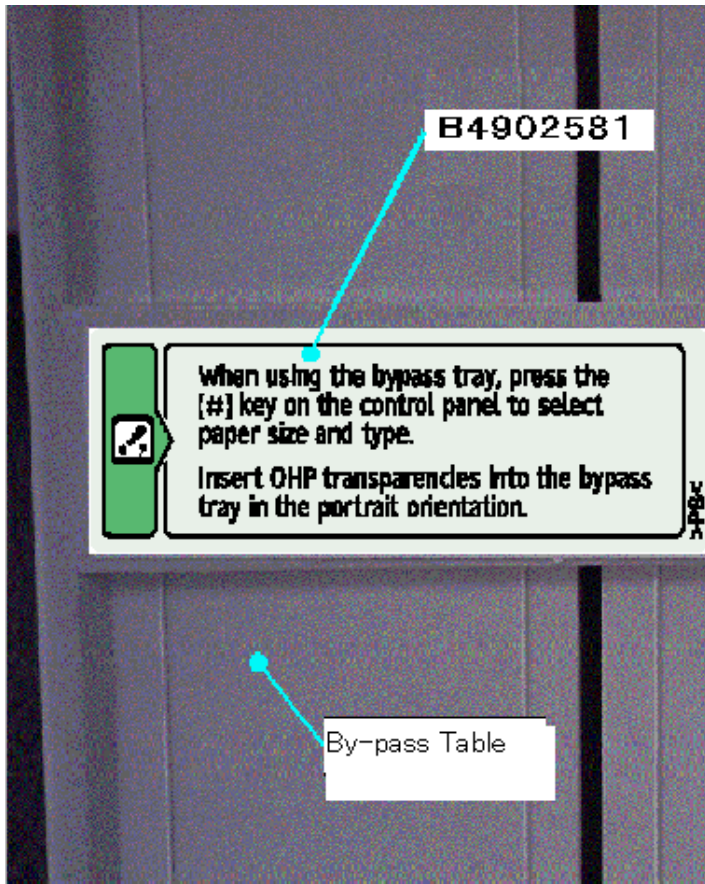 B4902581
When using the bypass tray, press the
[#] key on the control panel to select
paper size and type.
Insert OHP transparencies into the bypass
tray in the portrait orientation.
By-pass Table